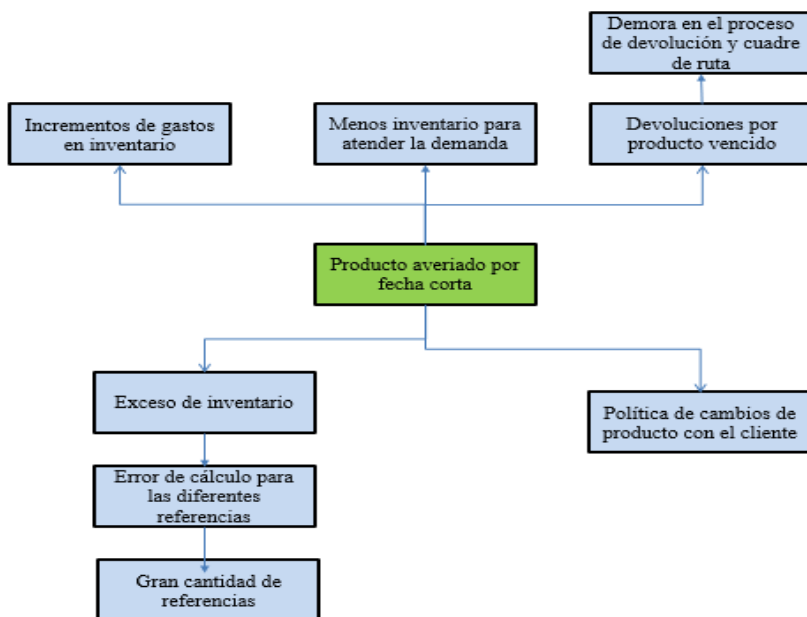 Demora en el proceso
de devolución y cuadre
de ruta
Incrementos de gastos
en inventario
Menos inventario para
atender la demanda
Devoluciones por
producto vencido
Producto averiado por
fecha corta
Exceso de inventario
Política de cambios de
producto con el cliente
Error de cálculo para
las diferentes
referencias
Gran cantidad de
referencias